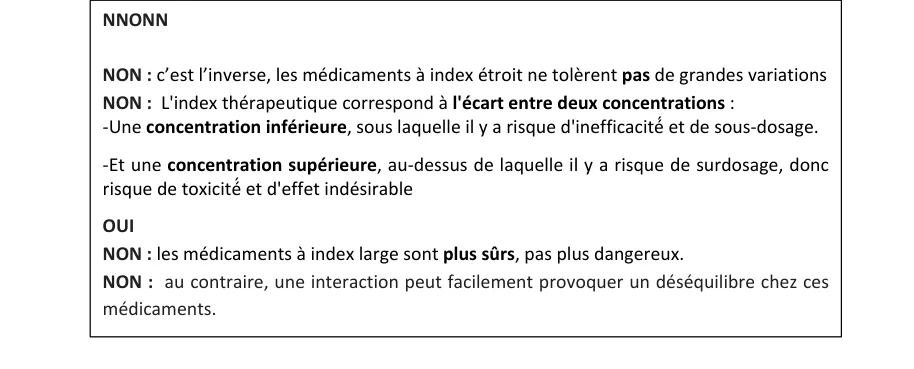 NNONN
NON : c’est l’inverse, les médicaments à index étroit ne tolèrent pas de grandes variations
NON : L'index thérapeutique correspond à l'écart entre deux concentrations :
-Une concentration inférieure, sous laquelle il y a risque d'inefficacité́ et de sous-dosage.
-Et une concentration supérieure, au-dessus de laquelle il y a risque de surdosage, donc
risque de toxicité́ et d'effet indésirable
OUI
NON : les médicaments à index large sont plus sûrs, pas plus dangereux.
NON : au contraire, une interaction peut facilement provoquer un déséquilibre chez ces
médicaments.